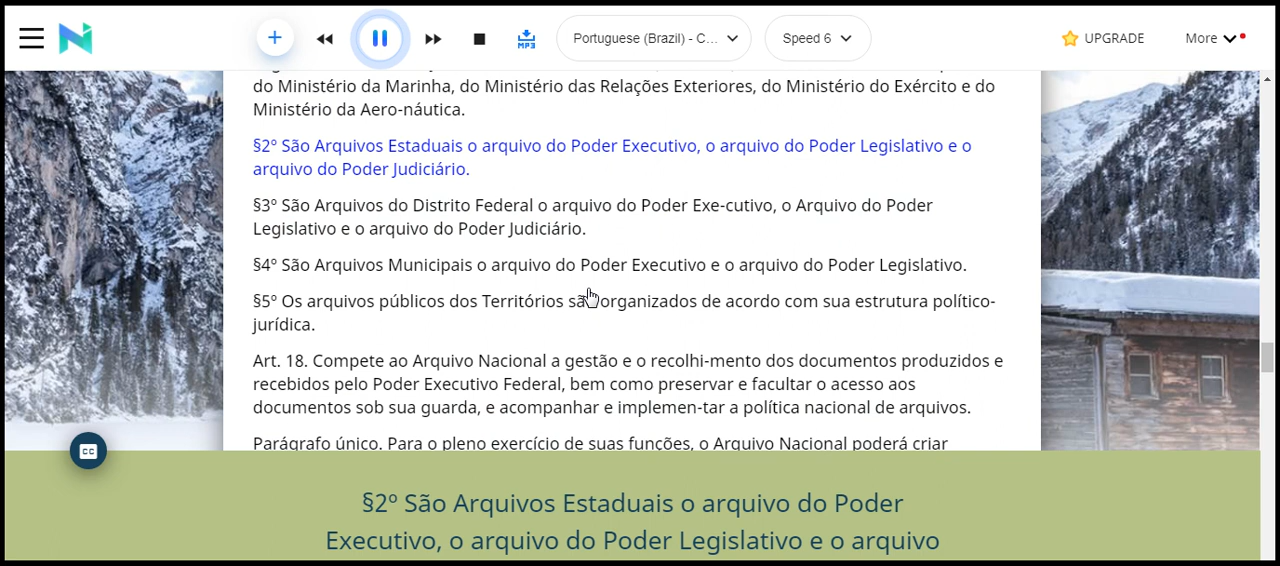 MP3
Portuguese (Brazil) - C...
Speed 6
UPGRADE
More
do Ministério da Marinha, do Ministério das Relações Exteriores, do Ministério do Exército e do
Ministério da Aero-náutica.
§2º São Arquivos Estaduais o arquivo do Poder Executivo, o arquivo do Poder Legislativo e o
arquivo do Poder Judiciário.
§3º São Arquivos do Distrito Federal o arquivo do Poder Exe-cutivo, o Arquivo do Poder
Legislativo e o arquivo do Poder Judiciário.
§4º São Arquivos Municipais o arquivo do Poder Executivo e o arquivo do Poder Legislativo.
§5º Os arquivos públicos dos Territórios são organizados de acordo com sua estrutura político-
jurídica.
Art. 18. Compete ao Arquivo Nacional a gestão e o recolhi-mento dos documentos produzidos e
recebidos pelo Poder Executivo Federal, bem como preservar e facultar o acesso aos
documentos sob sua guarda, e acompanhar e implemen-tar a política nacional de arquivos.
Parágrafo único. Para o pleno exercício de suas funções, o Arquivo Nacional poderá criar
CC
§2º São Arquivos Estaduais o arquivo do Poder
Executivo, o arquivo do Poder Legislativo e o arquivo